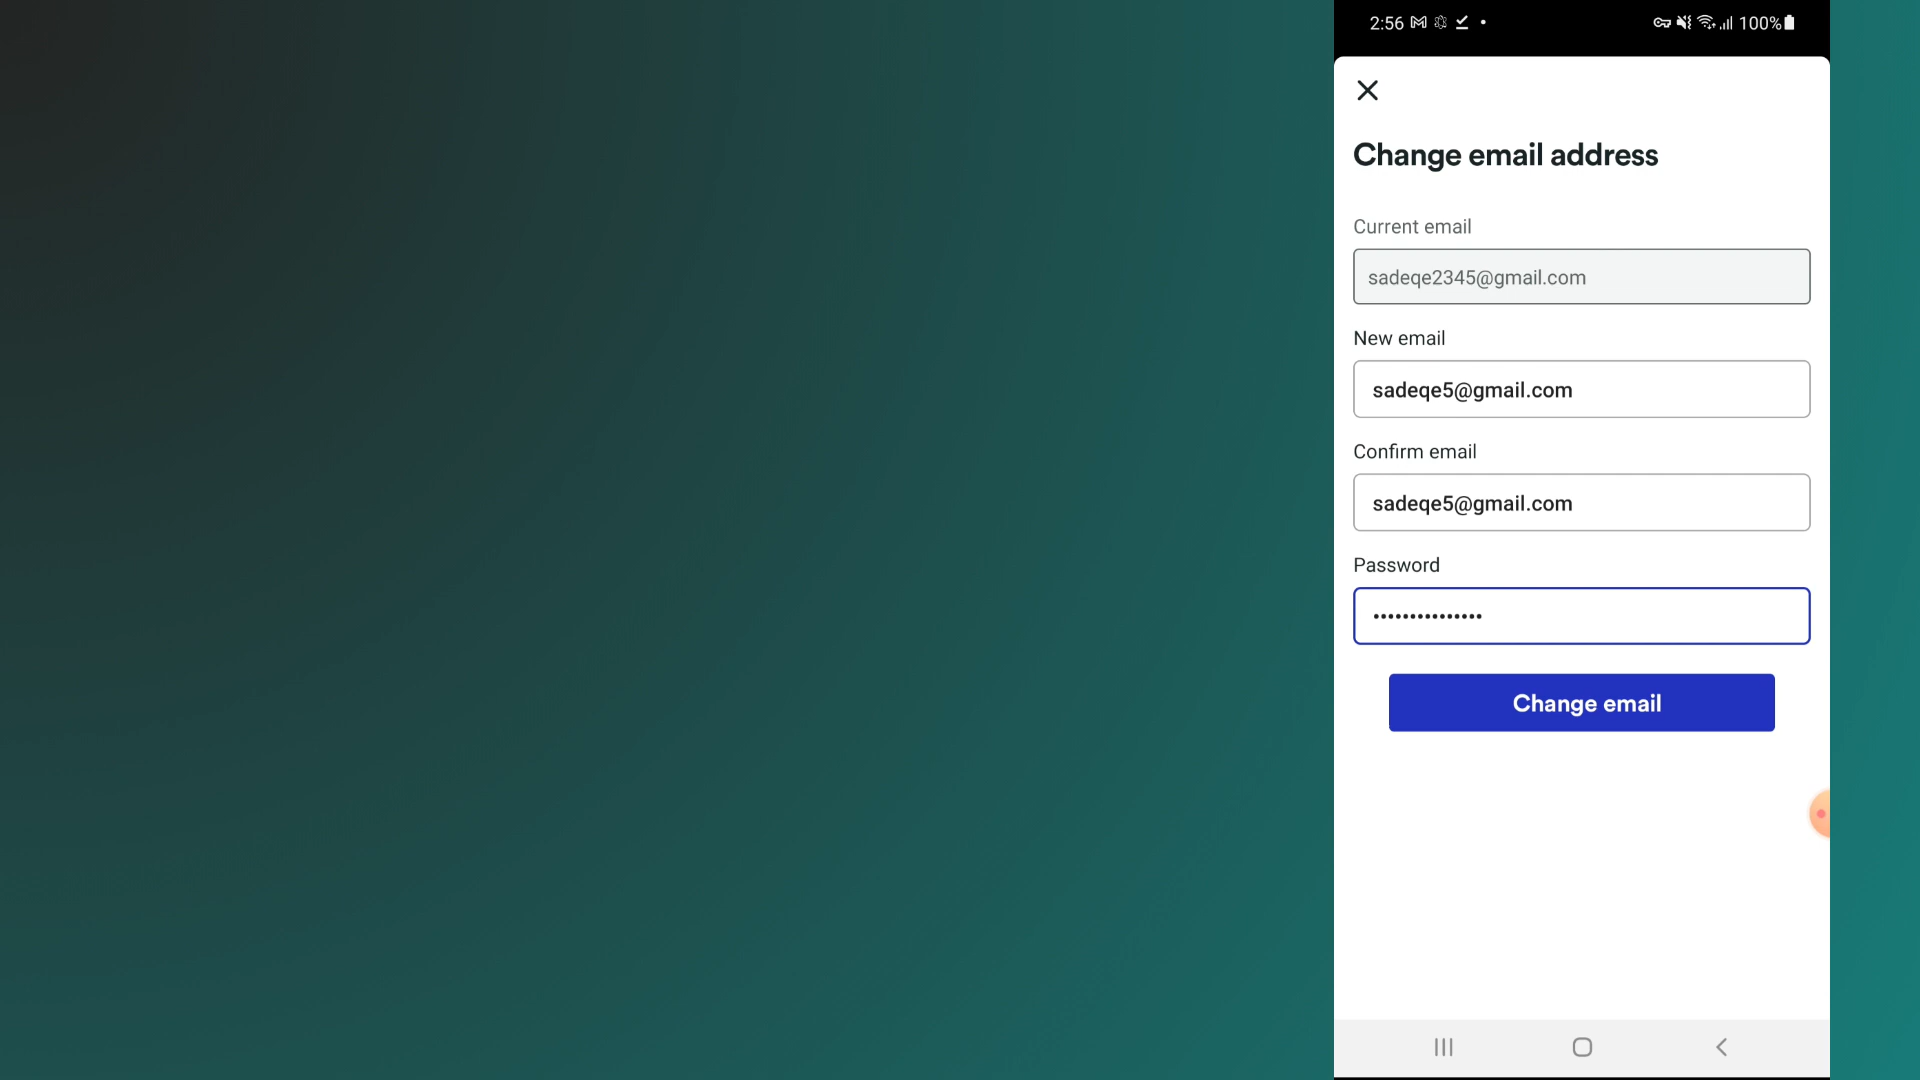 2:56 100%
Change email address
Current email
sadeqe2345@gmail.com
New email
sadeqe5@gmail.com
Confirm email
sadeqe5@gmail.com
Password
•••••••••••••••
Change email